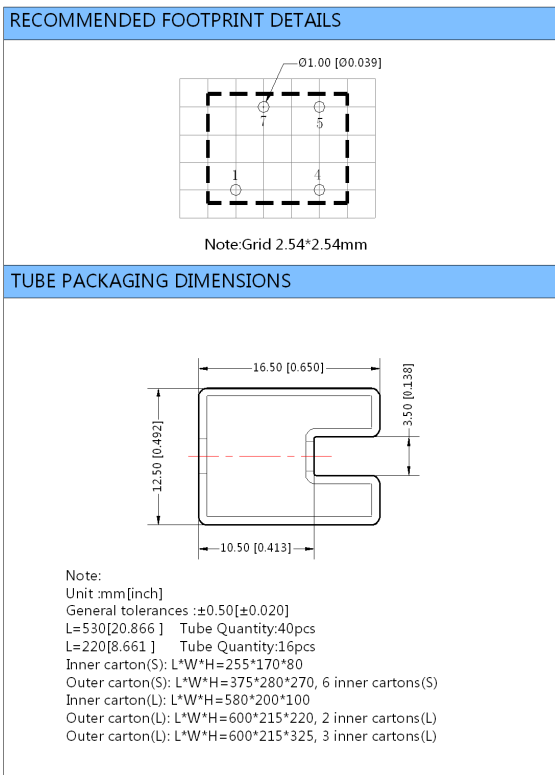 RECOMMENDED FOOTPRINT DETAILS
Ø1.00 [Ø0.039]
7
5
1
4
Note:Grid 2.54*2.54mm
TUBE PACKAGING DIMENSIONS
16.50 [0.650]
3.50 [0.138]
12.50 [0.492]
10.50 [0.413]
Note:
Unit :mm[inch]
General tolerances :±0.50[±0.020]
L=530[20.866 ] Tube Quantity:40pcs
L=220[8.661 ] Tube Quantity:16pcs
Inner carton(S): L*W*H=255*170*80
Outer carton(S): L*W*H=375*280*270, 6 inner cartons(S)
Inner carton(L): L*W*H=580*200*100
Outer carton(L): L*W*H=600*215*220, 2 inner cartons(L)
Outer carton(L): L*W*H=600*215*325, 3 inner cartons(L)